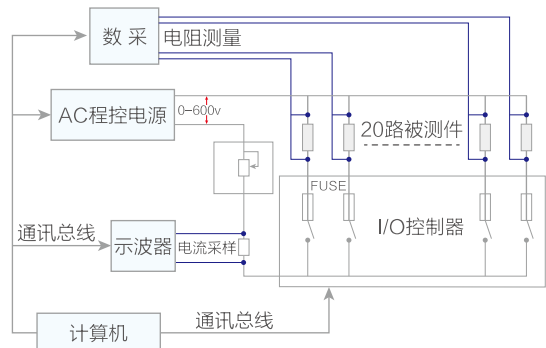 数 采
电阻测量
AC程控电源
0-600v
20路被测件
FUSE
I/O控制器
通讯总线
示波器
电流采样
计算机
通讯总线